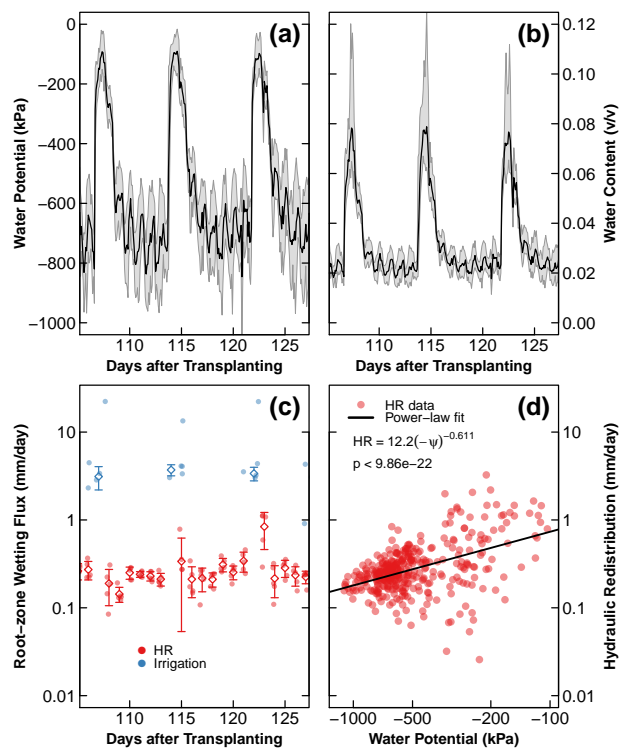 (a)
0
−200
−400
−600
−800
−1000
Water Potential (kPa)
110
115
120
125
Days after Transplanting
(b)
0.12
0.10
0.08
0.06
0.04
0.02
0.00
Water Content (v/v)
110
115
120
125
Days after Transplanting
(c)
10
1
0.1
0.01
Root−zone Wetting Flux (mm/day)
HR
Irrigation
110
115
120
125
Days after Transplanting
(d)
HR data
Power−law fit
HR = 12.2(−ψ)^−0.611
p < 9.86e−22
10
1
0.1
0.01
Hydraulic Redistribution (mm/day)
−1000
−500
−200
−100
Water Potential (kPa)